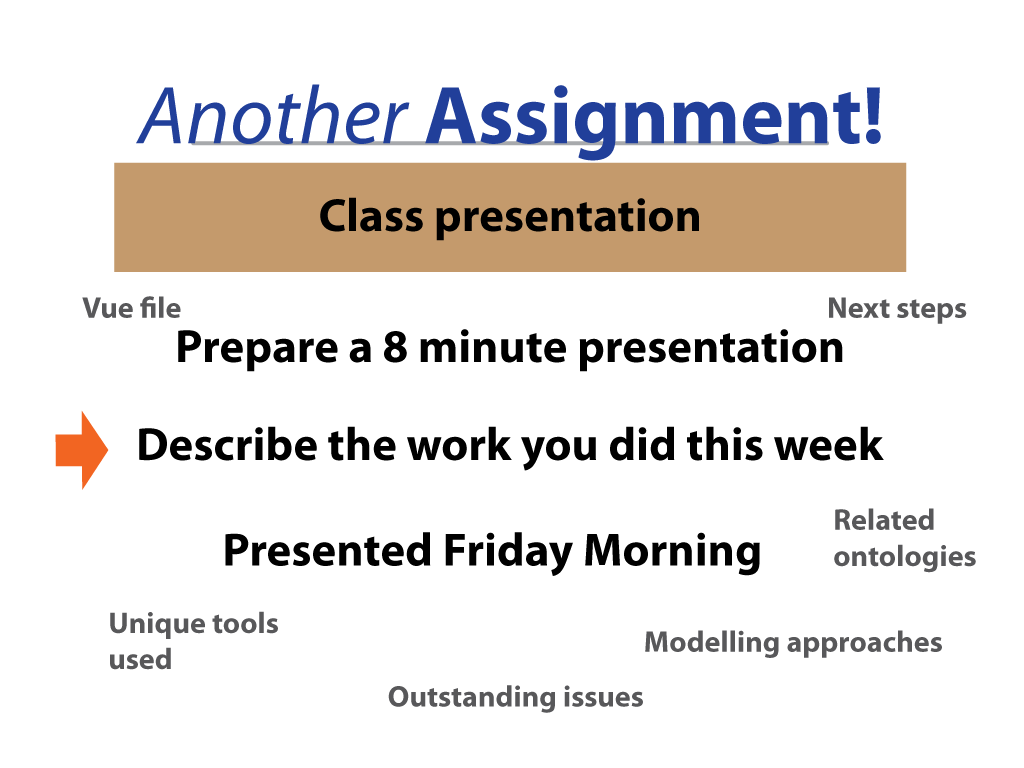 Another Assignment!
Class presentation
Vue file
Next steps
Prepare a 8 minute presentation
Describe the work you did this week
Related
ontologies
Presented Friday Morning
Unique tools
used
Modelling approaches
Outstanding issues